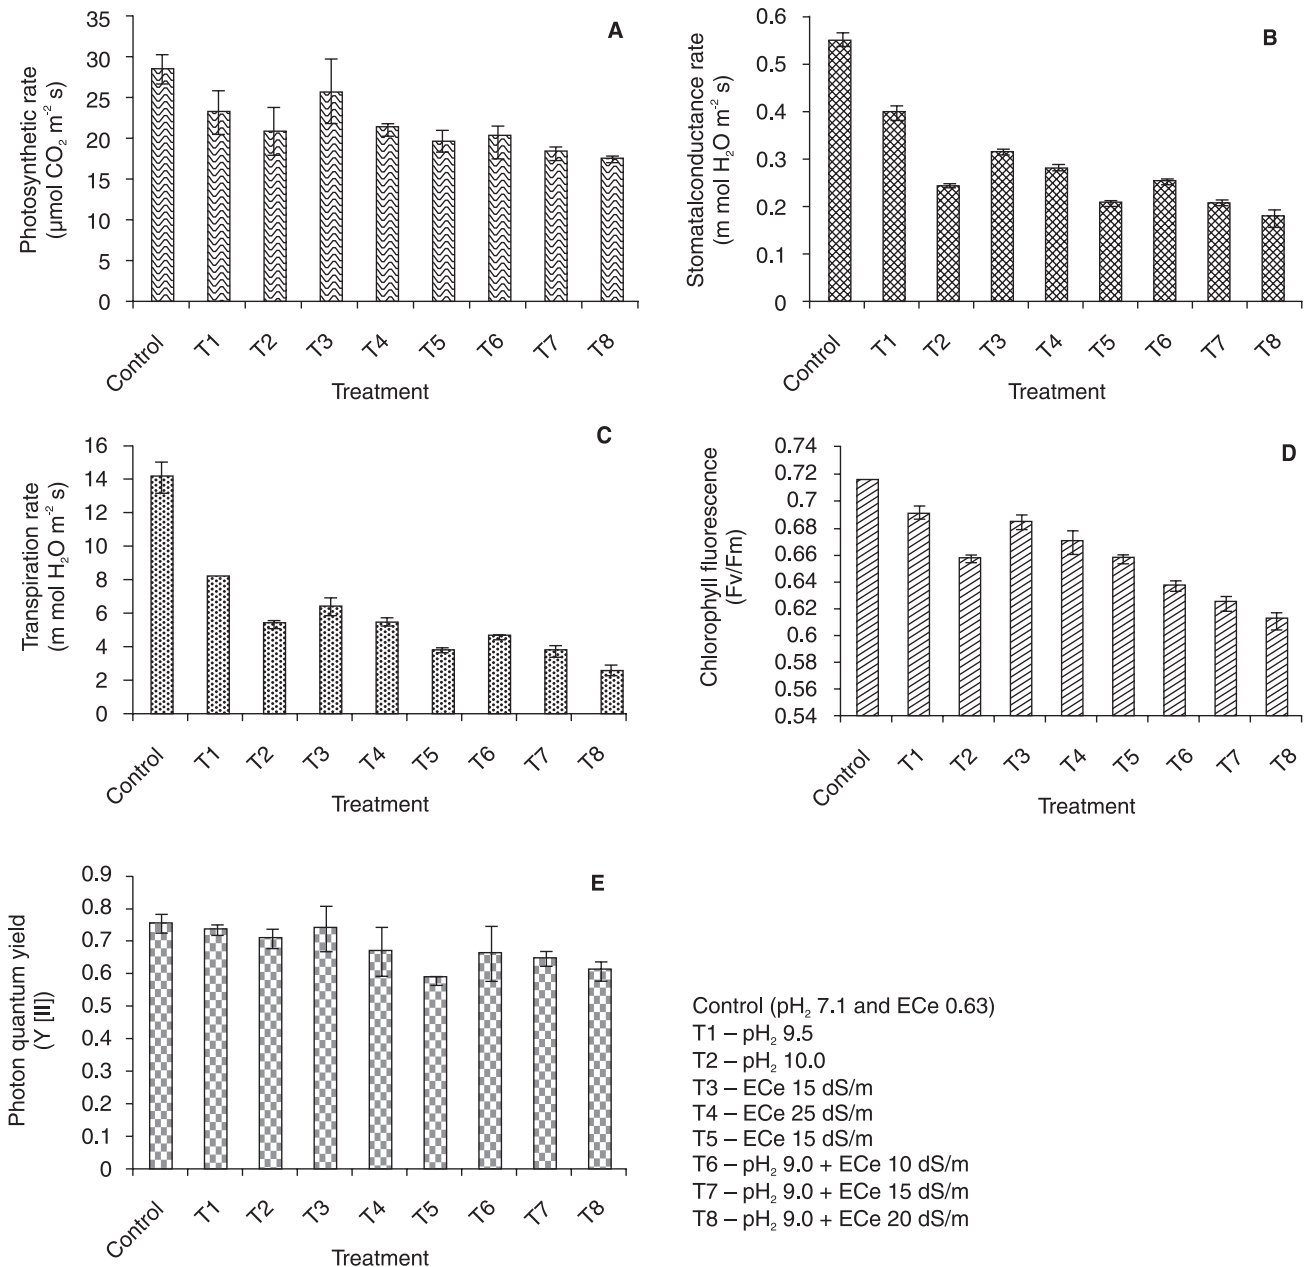 A
Photosynthetic rate
(µmol CO₂ m⁻² s)
35
30
25
20
15
10
5
0
Control T1 T2 T3 T4 T5 T6 T7 T8
Treatment
B
Stomatalconductance rate
(m mol H₂O m⁻² s)
0.6
0.5
0.4
0.3
0.2
0.1
0
Control T1 T2 T3 T4 T5 T6 T7 T8
Treatment
C
Transpiration rate
(m mol H₂O m⁻² s)
16
14
12
10
8
6
4
2
0
Control T1 T2 T3 T4 T5 T6 T7 T8
Treatment
D
Chlorophyll fluorescence
(Fv/Fm)
0.74
0.72
0.7
0.68
0.66
0.64
0.62
0.6
0.58
0.56
0.54
Control T1 T2 T3 T4 T5 T6 T7 T8
Treatment
E
Photon quantum yield
(Y [II])
0.9
0.8
0.7
0.6
0.5
0.4
0.3
0.2
0.1
0
Control T1 T2 T3 T4 T5 T6 T7 T8
Treatment
Control (pH₂ 7.1 and ECe 0.63)
T1 – pH₂ 9.5
T2 – pH₂ 10.0
T3 – ECe 15 dS/m
T4 – ECe 25 dS/m
T5 – ECe 15 dS/m
T6 – pH₂ 9.0 + ECe 10 dS/m
T7 – pH₂ 9.0 + ECe 15 dS/m
T8 – pH₂ 9.0 + ECe 20 dS/m